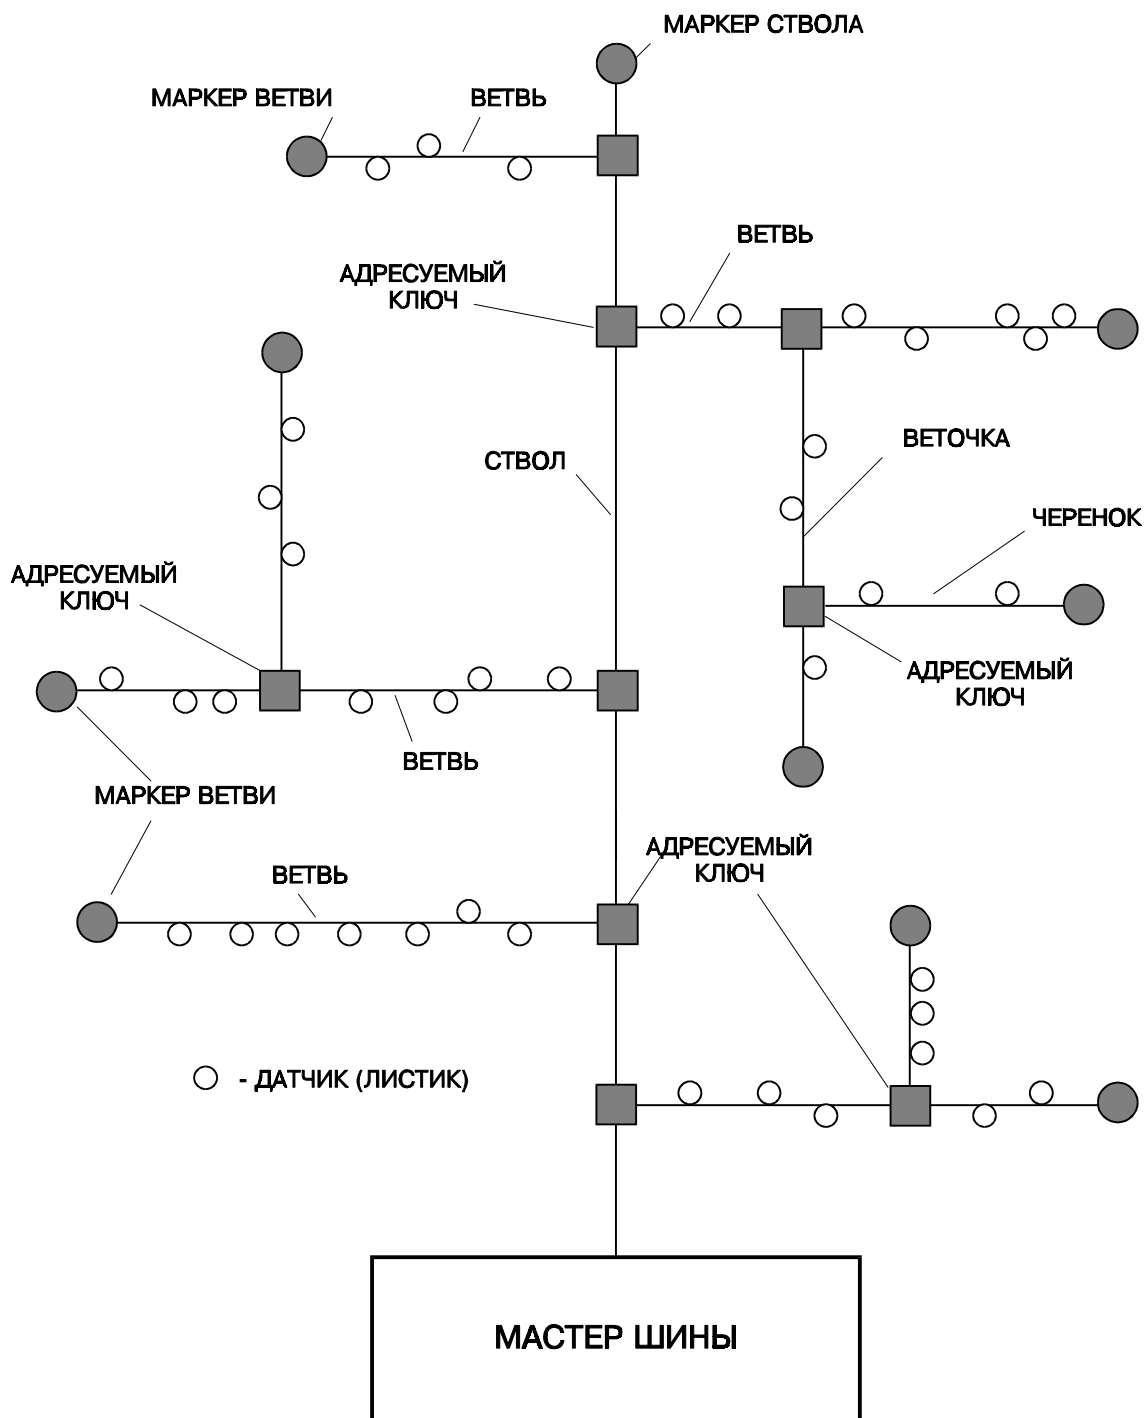 МАРКЕР СТВОЛА
МАРКЕР ВЕТВИ
ВЕТВЬ
ВЕТВЬ
АДРЕСУЕМЫЙ
КЛЮЧ
ВЕТОЧКА
СТВОЛ
ЧЕРЕНОК
АДРЕСУЕМЫЙ
КЛЮЧ
АДРЕСУЕМЫЙ
КЛЮЧ
ВЕТВЬ
МАРКЕР ВЕТВИ
АДРЕСУЕМЫЙ
КЛЮЧ
ВЕТВЬ
- ДАТЧИК (ЛИСТИК)
МАСТЕР ШИНЫ